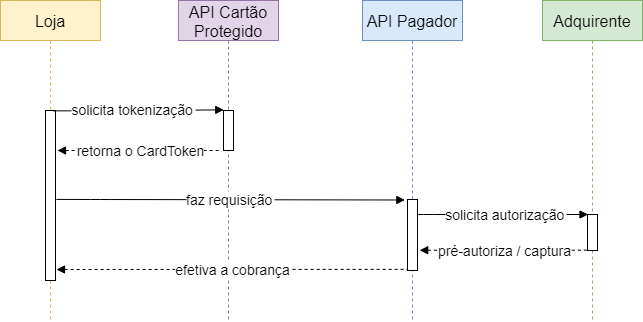 Loja
API Cartão
Protegido
API Pagador
Adquirente
solicita tokenização
retorna o CardToken
faz requisição
solicita autorização
pré-autoriza / captura
efetiva a cobrança